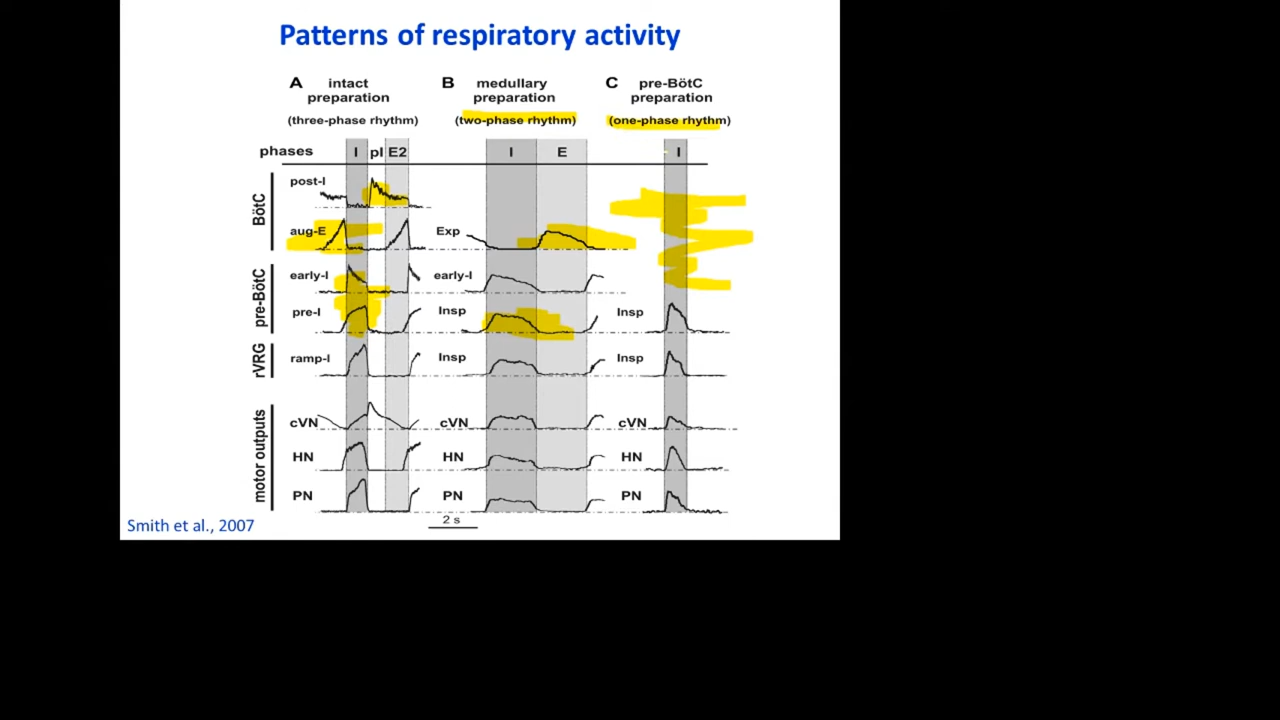 Patterns of respiratory activity
A intact preparation (three-phase rhythm)
B medullary preparation (two-phase rhythm)
C pre-BötC preparation (one-phase rhythm)
phases I pI E2 I E I
BötC
post-I
aug-E Exp
pre-BötC
early-I early-I
pre-I Insp Insp
rVRG
ramp-I Insp Insp
motor outputs
cVN cVN cVN
HN HN HN
PN PN PN
2 s
Smith et al., 2007